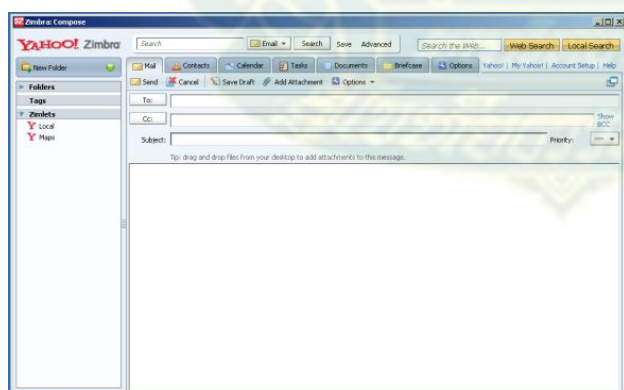 Zimbra: Compose
YAHOO! Zimbra
Search
Email
Search
Save
Advanced
Search the Web...
Web Search
Local Search
New Folder
Mail
Contacts
Calendar
Tasks
Documents
Briefcase
Options
Yahoo! | My Yahoo! | Account Setup | Help
Send
Cancel
Save Draft
Add Attachment
Options
Folders
Tags
Zimlets
Local
Maps
To:
Cc:
Show BCC
Subject:
Priority:
Tip: drag and drop files from your desktop to add attachments to this message.